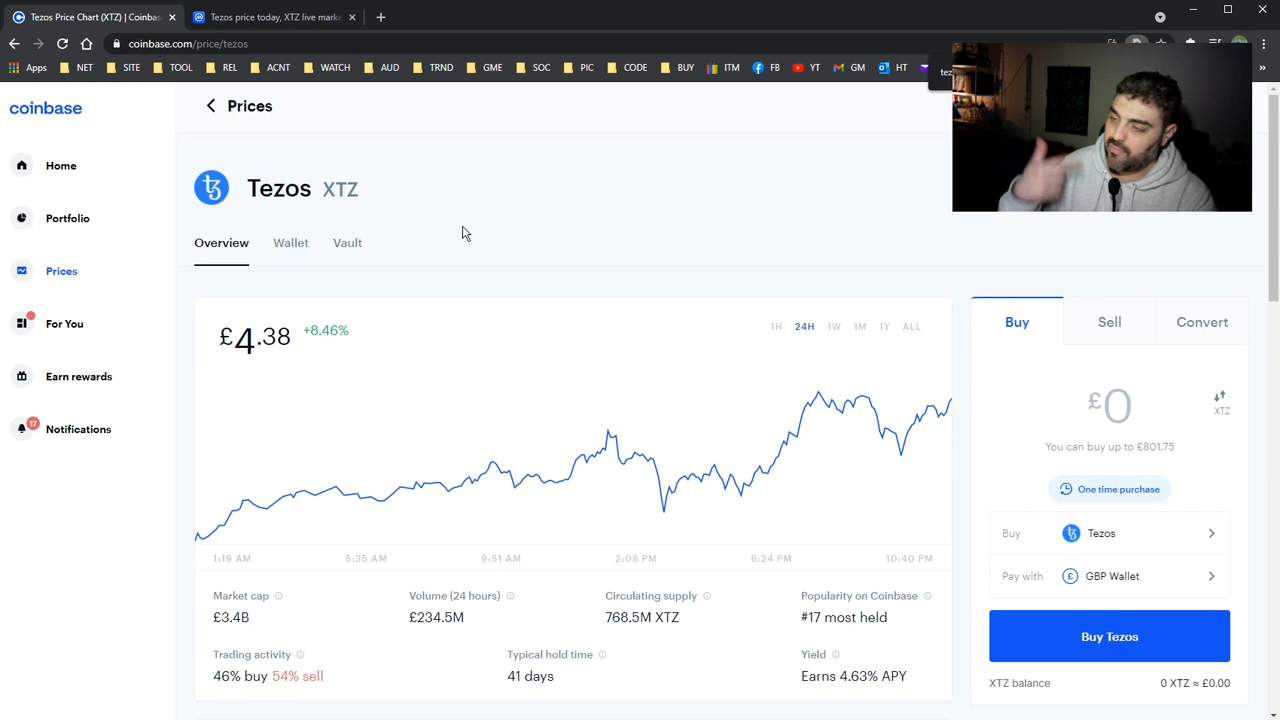 Tezos Price Chart (XTZ) | Coinbas
Tezos price today, XTZ live marke
coinbase.com/price/tezos
Apps NET SITE TOOL REL ACNT WATCH AUD TREND GME SOC PIC CODE BUY ITM FB YT GM HT
tez
coinbase
Home
Portfolio
Prices
For You
Earn rewards
17
Notifications
Prices
Tezos XTZ
Overview Wallet Vault
£4.38 +8.46%
1H 24H 1W 1M 1Y ALL
1:19 AM 5:35 AM 9:51 AM 2:08 PM 6:24 PM 10:40 PM
Market cap Volume (24 hours) Circulating supply Popularity on Coinbase
£3.4B £234.5M 768.5M XTZ #17 most held
Trading activity Typical hold time Yield
46% buy 54% sell 41 days Earns 4.63% APY
Buy Sell Convert
£0
XTZ
You can buy up to £801.75
One time purchase
Buy Tezos
Pay with £ GBP Wallet
Buy Tezos
XTZ balance 0 XTZ ≈ £0.00